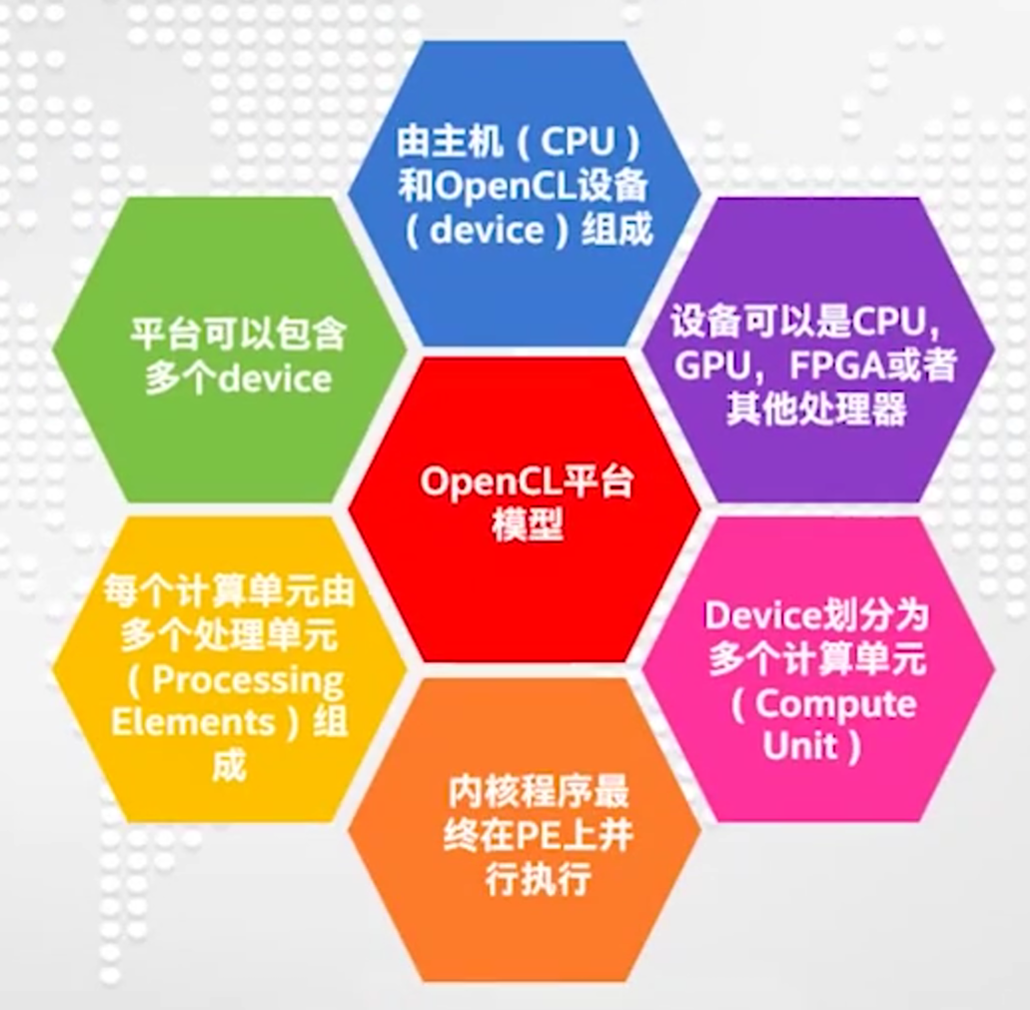 由主机（CPU）
和OpenCL设备
（device）组成
平台可以包含
多个device
设备可以是CPU，
GPU，FPGA或者
其他处理器
OpenCL平台
模型
每个计算单元由
多个处理单元
（Processing
Elements）组
成
Device划分为
多个计算单元
（Compute
Unit）
内核程序最
终在PE上并
行执行